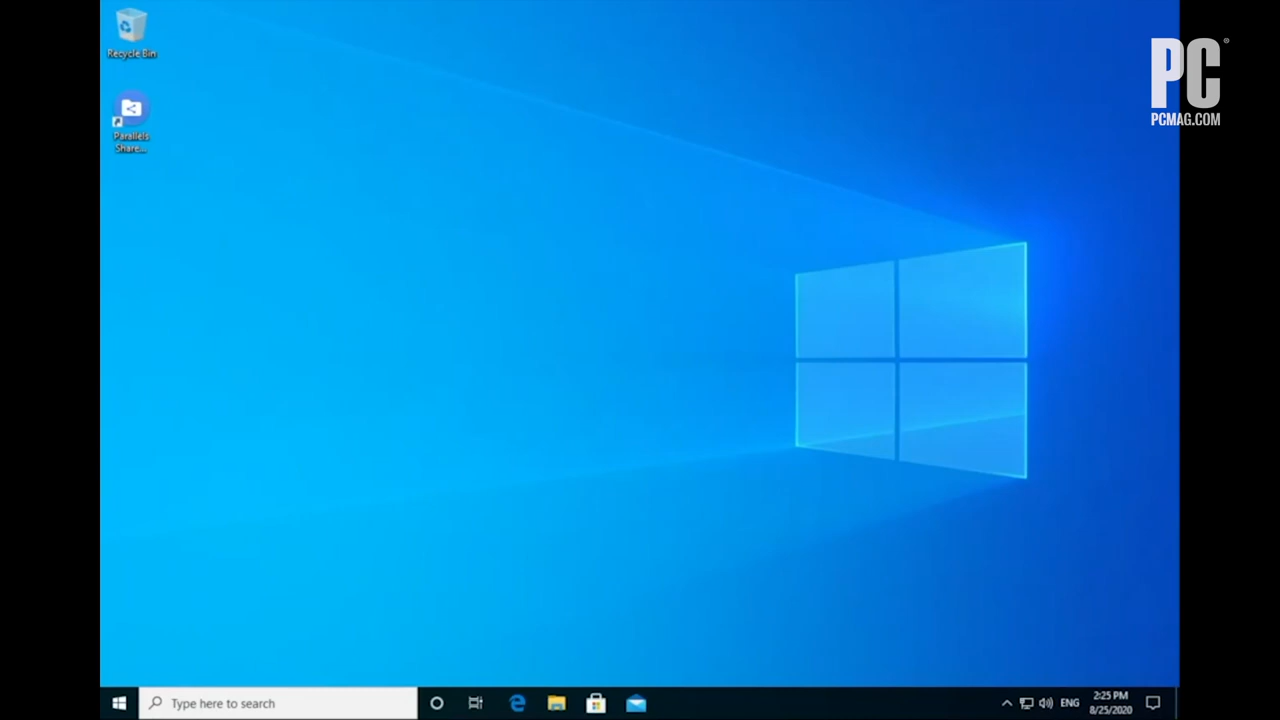 Recycle Bin
Parallels
Share...
PC®
PCMAG.COM
Type here to search
ENG
2:25 PM
8/25/2020